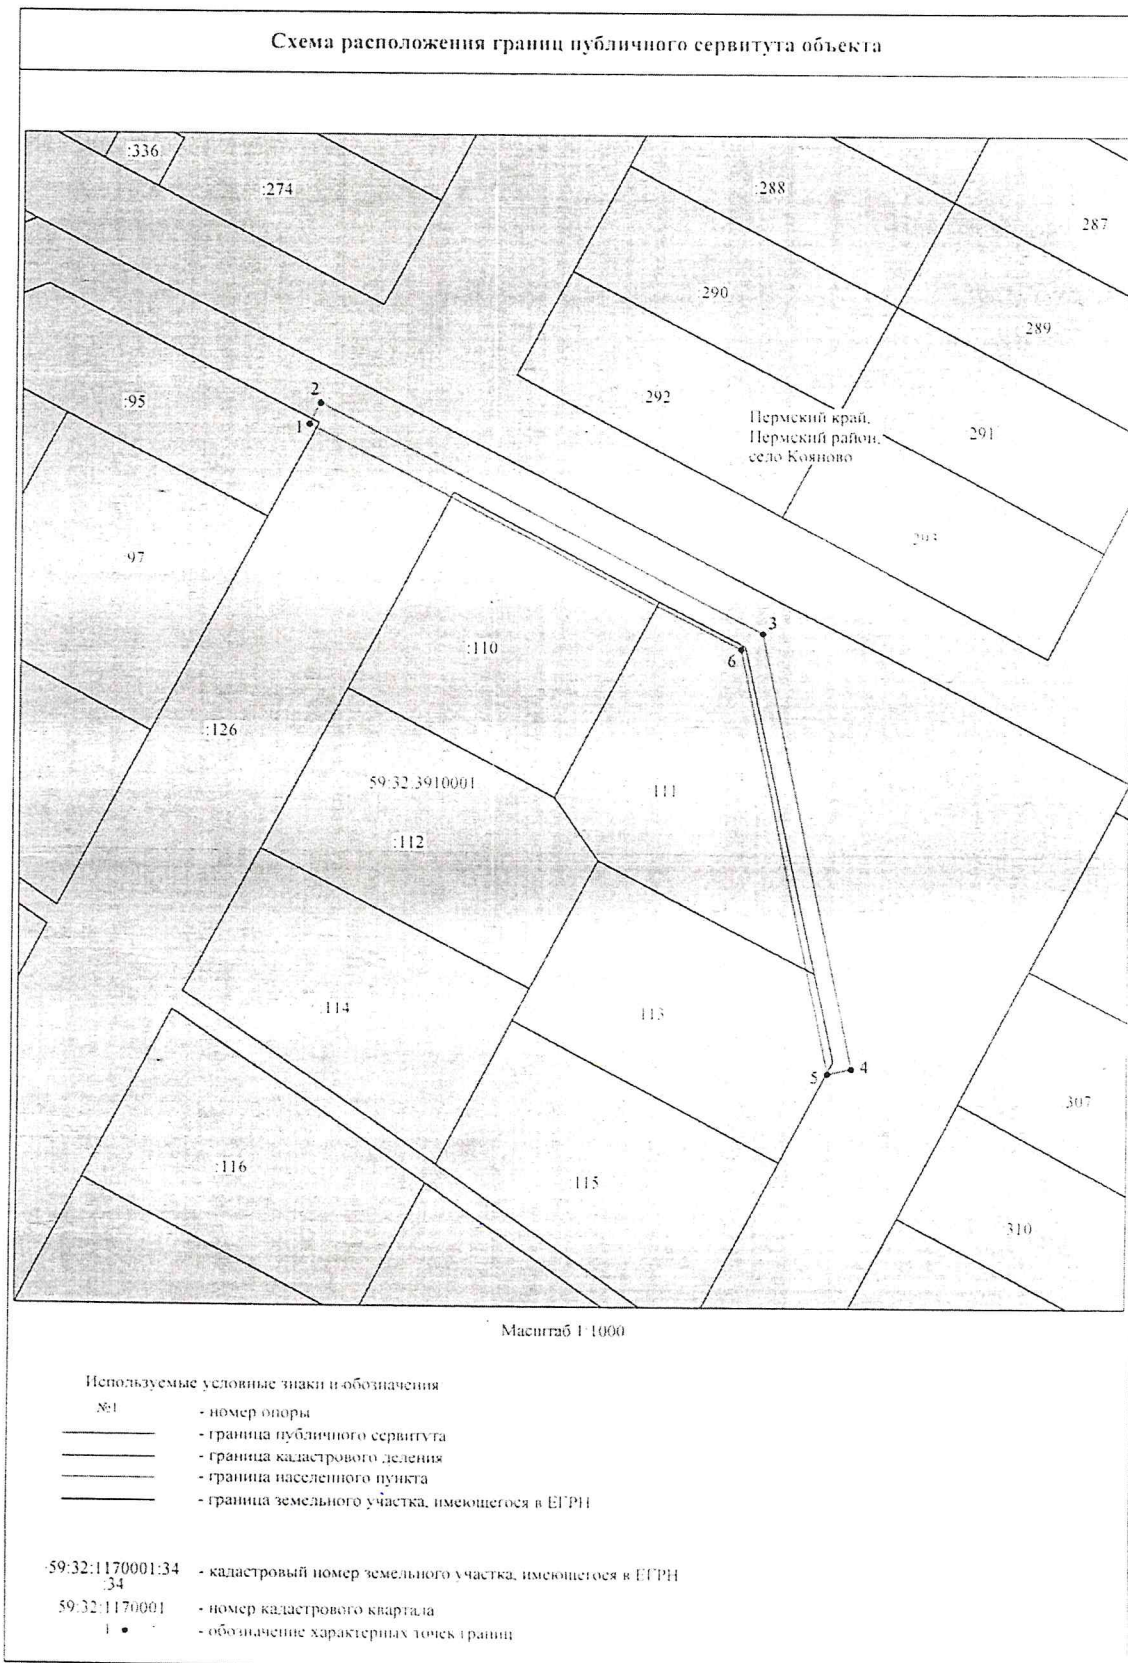 Схема расположения границ публичного сервитута объекта
:336
:274
:288
287
290
289
:95
2
1
292
Пермский край,
Пермский район,
село Кояново
291
293
97
3
6
:110
:126
59:32:3910001
111
:112
:114
113
5
4
307
:116
115
310
Масштаб 1:1000
Используемые условные знаки и обозначения
№1 - номер опоры
- граница публичного сервитута
- граница кадастрового деления
- граница населенного пункта
- граница земельного участка, имеющегося в ЕГРН
59:32:1170001:34 - кадастровый номер земельного участка, имеющегося в ЕГРН
:34
59:32:1170001 - номер кадастрового квартала
1 - обозначение характерных точек границ